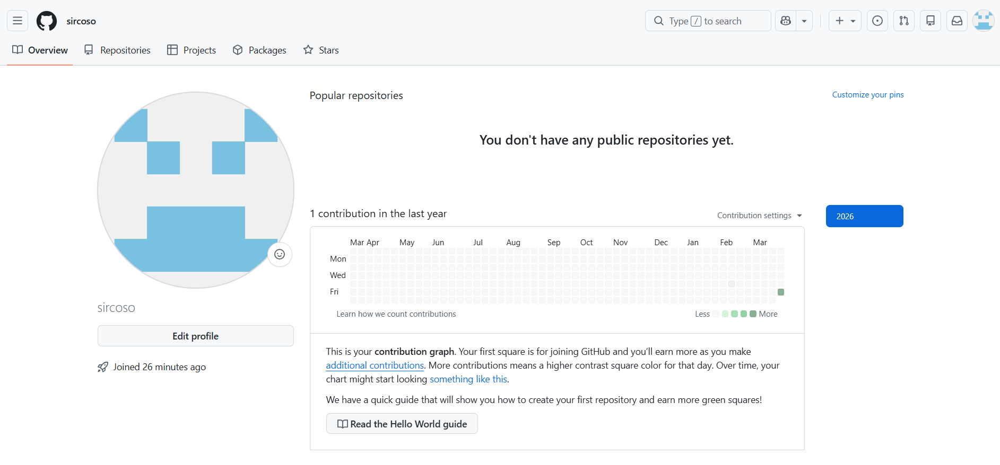 sircoso
Type / to search
Overview
Repositories
Projects
Packages
Stars
Popular repositories
Customize your pins
You don't have any public repositories yet.
1 contribution in the last year
Contribution settings
2026
Mar Apr May Jun Jul Aug Sep Oct Nov Dec Jan Feb Mar
Mon
Wed
Fri
Learn how we count contributions
Less More
sircoso
Edit profile
Joined 26 minutes ago
This is your contribution graph. Your first square is for joining GitHub and you’ll earn more as you make
additional contributions. More contributions means a higher contrast square color for that day. Over time, your
chart might start looking something like this.
We have a quick guide that will show you how to create your first repository and earn more green squares!
Read the Hello World guide